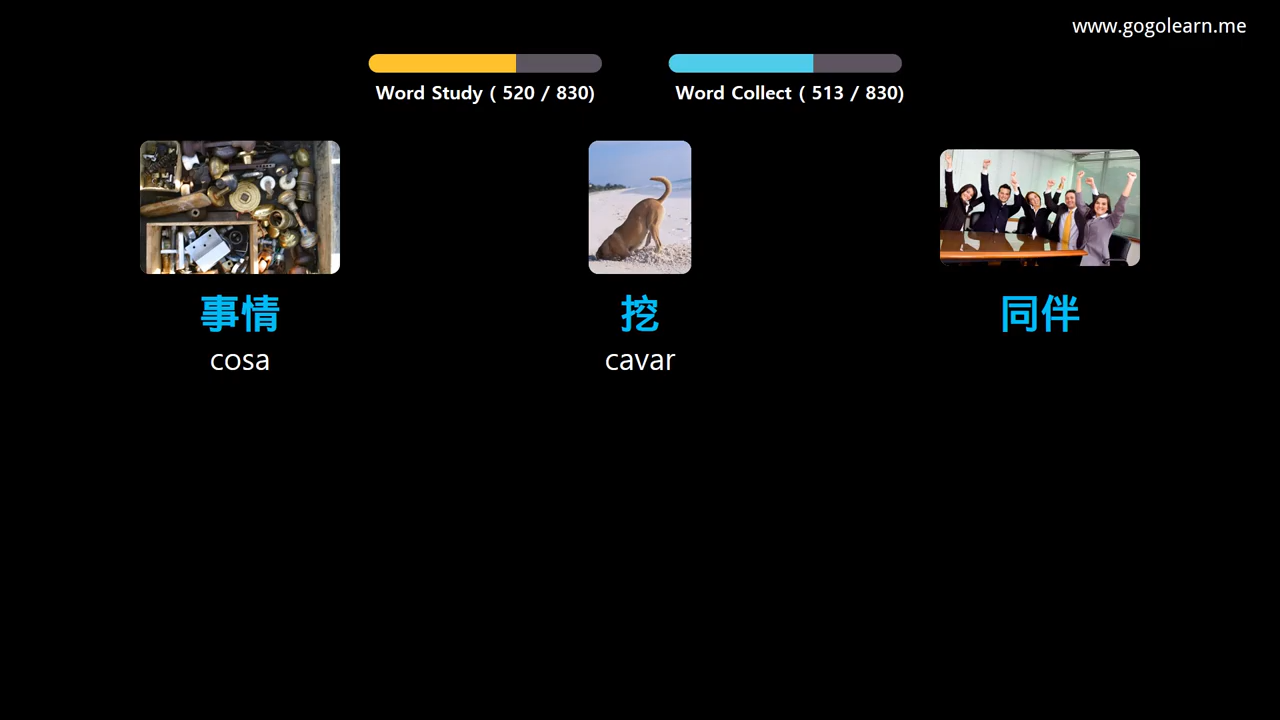 www.gogolearn.me
Word Study ( 520 / 830)
Word Collect ( 513 / 830)
事情
挖
同伴
cosa
cavar